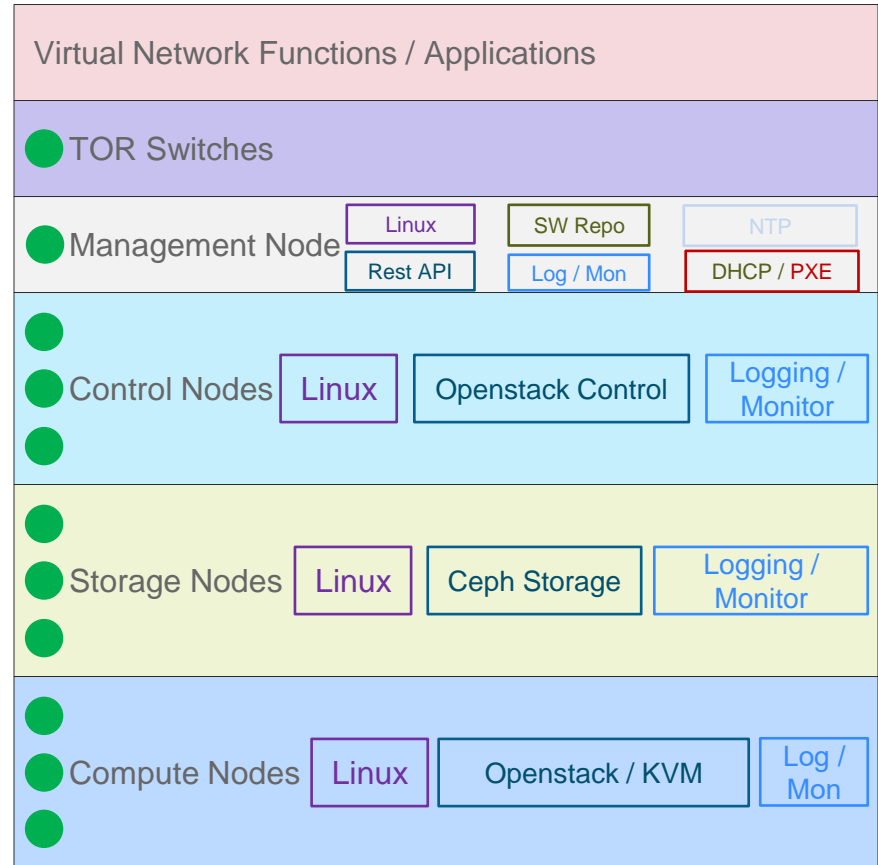 Virtual Network Functions / Applications
TOR Switches
Management Node
Linux
SW Repo
NTP
Rest API
Log / Mon
DHCP / PXE
Control Nodes
Linux
Openstack Control
Logging /
Monitor
Storage Nodes
Linux
Ceph Storage
Logging /
Monitor
Compute Nodes
Linux
Openstack / KVM
Log /
Mon